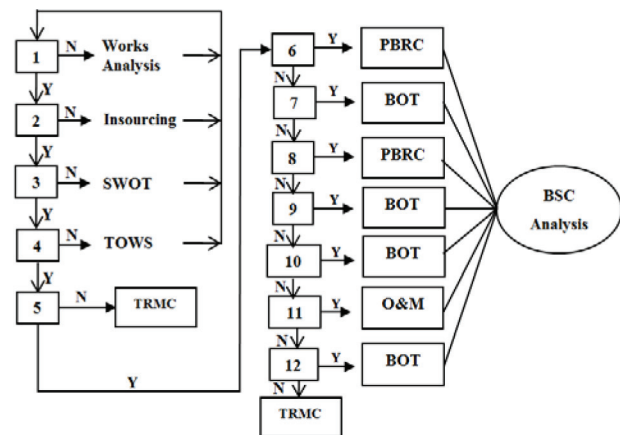 1 N Works Analysis
Y
2 N Insourcing
Y
3 N SWOT
Y
4 N TOWS
Y
5 N TRMC
Y
6 Y PBRC
N
7 Y BOT
N
8 Y PBRC
N
9 Y BOT
N
10 Y BOT
N
11 Y O&M
N
12 Y BOT
N
TRMC
BSC
Analysis